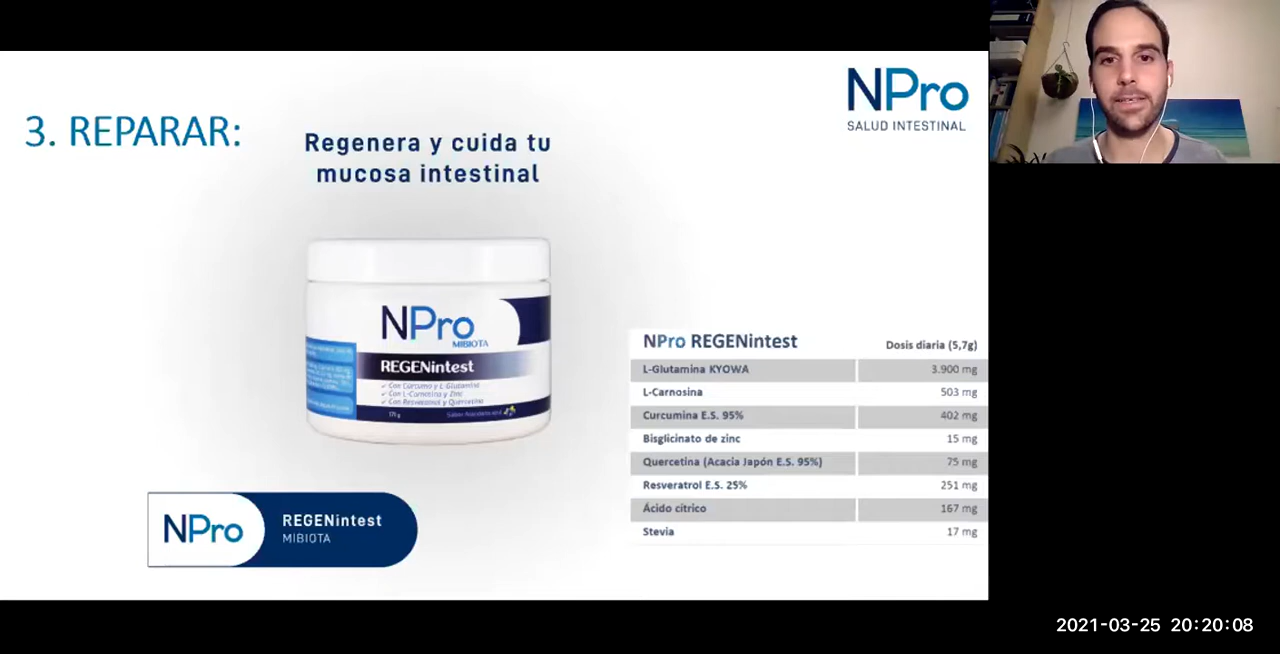 3. REPARAR:
Regenera y cuida tu
mucosa intestinal
NPro
SALUD INTESTINAL
NPro
MIBIOTA
REGENintest
✓ Con Cúrcuma y L-Glutamina
✓ Con L-Carnosina y Zinc
✓ Con Resveratrol y Quercetina
171 g
NPro
REGENintest
MIBIOTA
NPro REGENintest Dosis diaria (5,7g)
L-Glutamina KYOWA 3.900 mg
L-Carnosina 503 mg
Curcumina E.S. 95% 402 mg
Bisglicinato de zinc 15 mg
Quercetina (Acacia Japón E.S. 95%) 75 mg
Resveratrol E.S. 25% 251 mg
Ácido cítrico 167 mg
Stevia 17 mg
2021-03-25 20:20:08